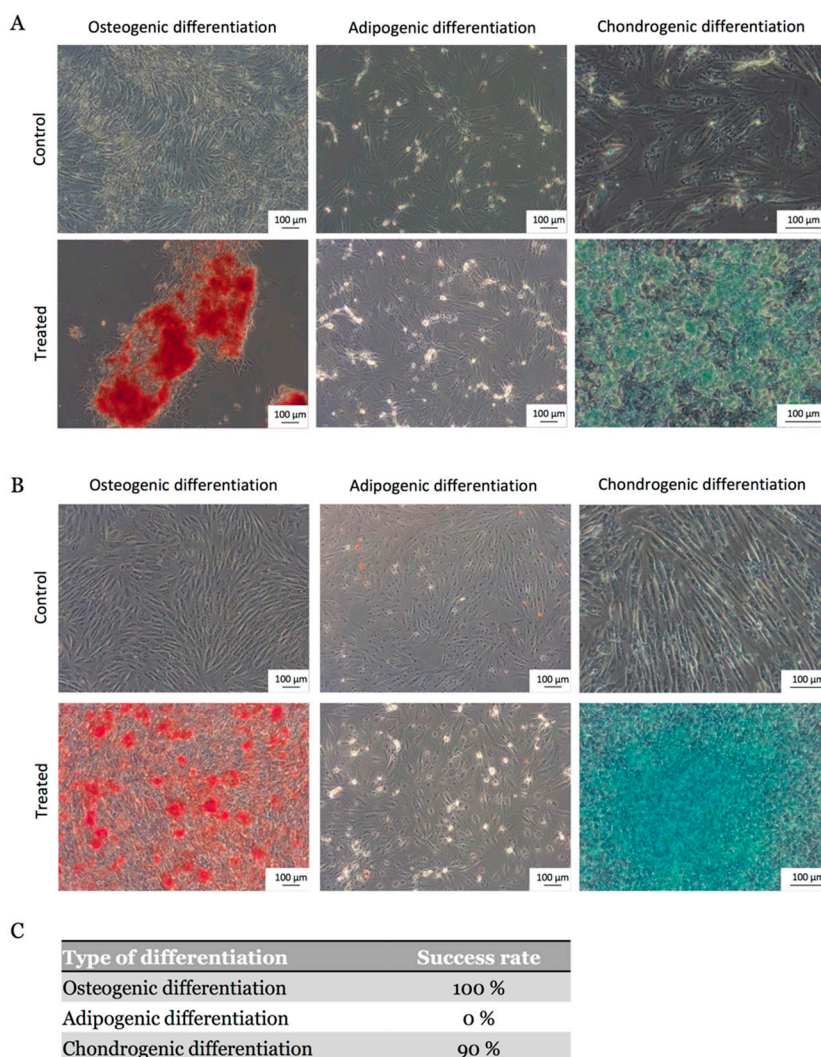 A
Osteogenic differentiation Adipogenic differentiation Chondrogenic differentiation
Control
100 µm 100 µm 100 µm
Treated
100 µm 100 µm 100 µm
B
Osteogenic differentiation Adipogenic differentiation Chondrogenic differentiation
Control
100 µm 100 µm 100 µm
Treated
100 µm 100 µm 100 µm
C
Type of differentiation Success rate
Osteogenic differentiation 100 %
Adipogenic differentiation 0 %
Chondrogenic differentiation 90 %